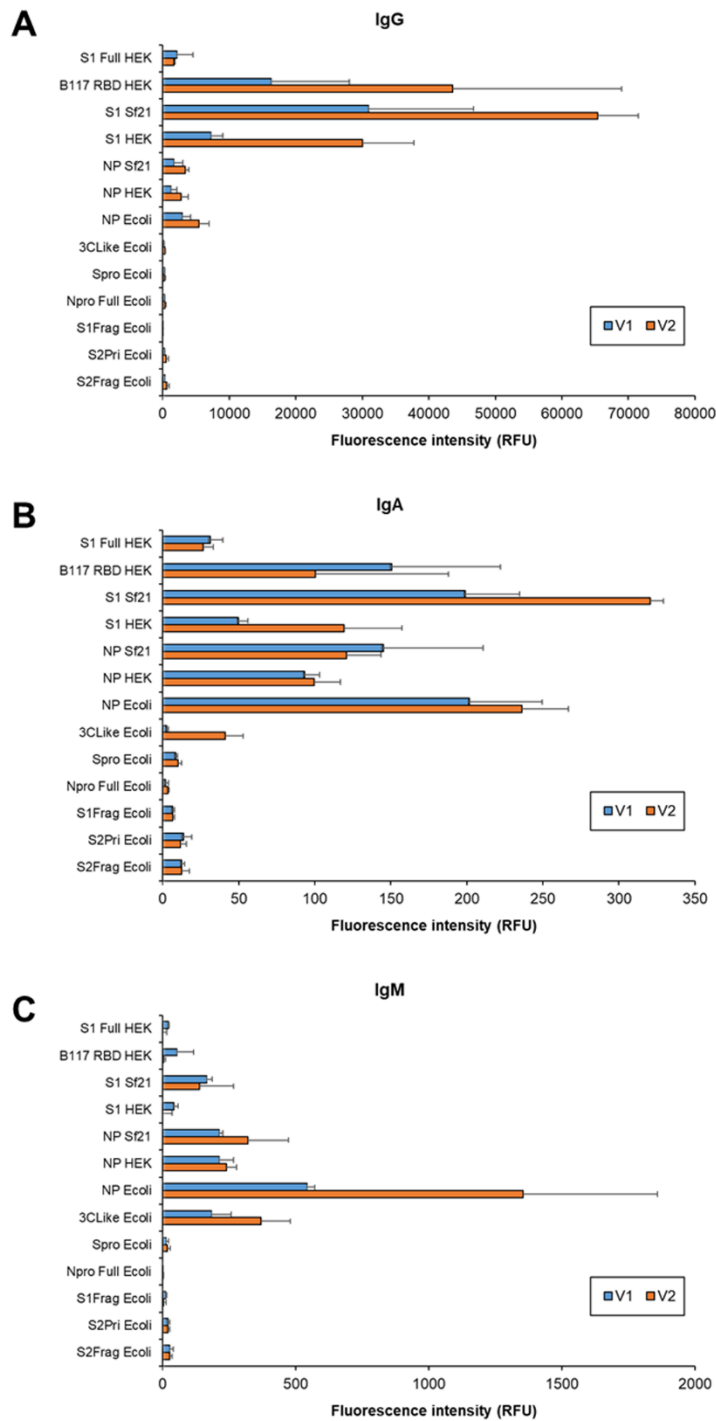 A
IgG
S1 Full HEK
B117 RBD HEK
S1 Sf21
S1 HEK
NP Sf21
NP HEK
NP Ecoli
3CLike Ecoli
Spro Ecoli
Npro Full Ecoli
S1Frag Ecoli
S2Pri Ecoli
S2Frag Ecoli
V1 V2
0 10000 20000 30000 40000 50000 60000 70000 80000
Fluorescence intensity (RFU)
B
IgA
S1 Full HEK
B117 RBD HEK
S1 Sf21
S1 HEK
NP Sf21
NP HEK
NP Ecoli
3CLike Ecoli
Spro Ecoli
Npro Full Ecoli
S1Frag Ecoli
S2Pri Ecoli
S2Frag Ecoli
V1 V2
0 50 100 150 200 250 300 350
Fluorescence intensity (RFU)
C
IgM
S1 Full HEK
B117 RBD HEK
S1 Sf21
S1 HEK
NP Sf21
NP HEK
NP Ecoli
3CLike Ecoli
Spro Ecoli
Npro Full Ecoli
S1Frag Ecoli
S2Pri Ecoli
S2Frag Ecoli
V1 V2
0 500 1000 1500 2000
Fluorescence intensity (RFU)